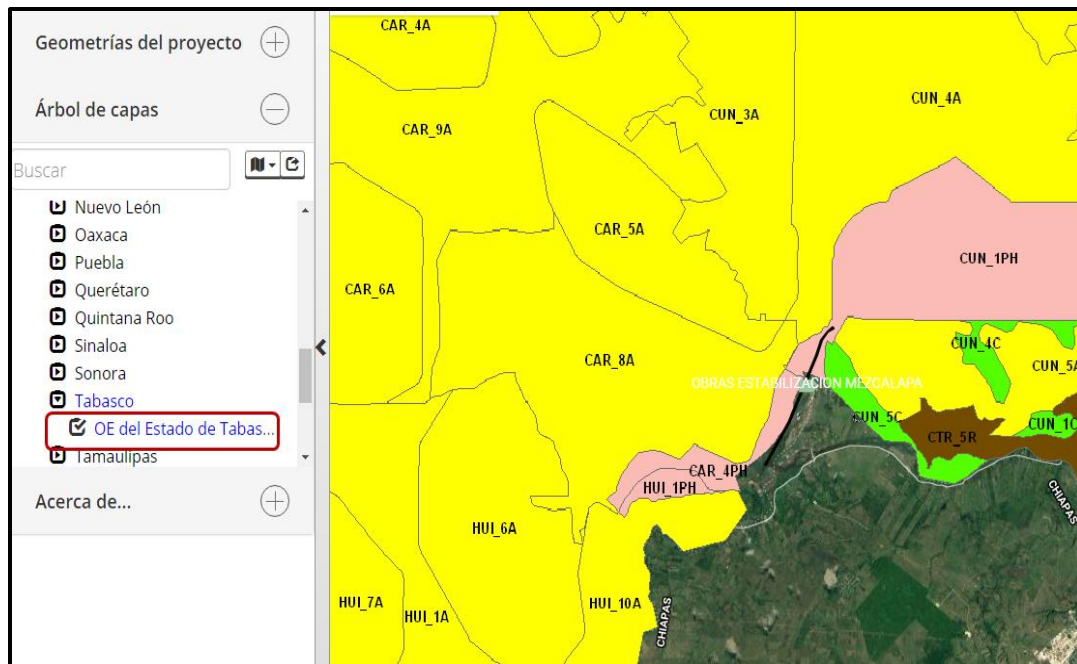 Geometrías del proyecto
Árbol de capas
Buscar
Nuevo León
Oaxaca
Puebla
Querétaro
Quintana Roo
Sinaloa
Sonora
Tabasco
OE del Estado de Tabas...
Tamaulipas
Acerca de...
CAR_4A
CUN_4A
CUN_3A
CAR_9A
CAR_5A
CUN_1PH
CAR_6A
CUN_4C
CAR_8A
CUN_5A
OBRAS ESTABILIZACION MEZCALAPA
CUN_5C
CUN_1C
CTR_5R
CAR_4PH
HUI_1PH
CHIAPAS
HUI_6A
HUI_7A
HUI_10A
HUI_1A
CHIAPAS